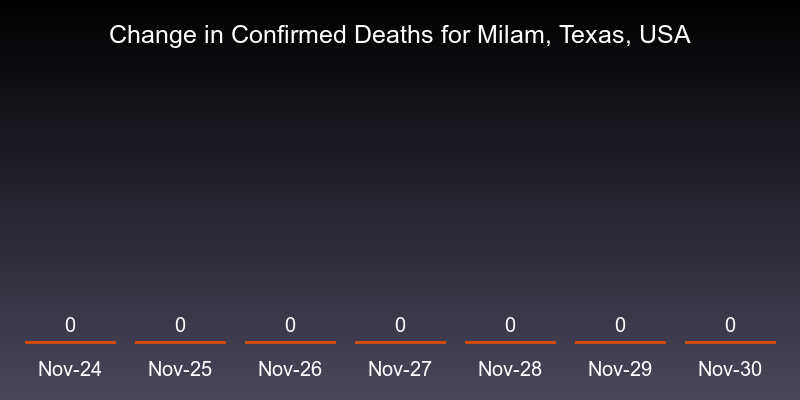 Change in Confirmed Deaths for Milam, Texas, USA
0 0 0 0 0 0 0
Nov-24 Nov-25 Nov-26 Nov-27 Nov-28 Nov-29 Nov-30